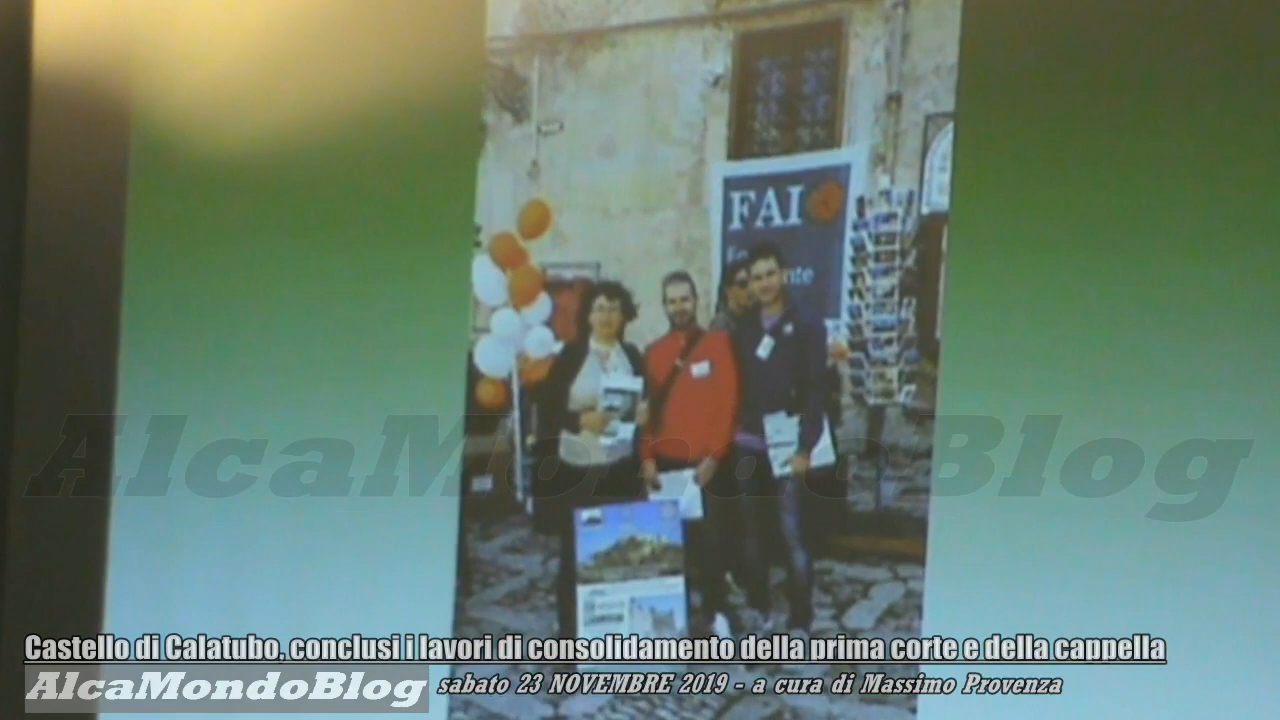 FAI
AlcaMondoBlog
Castello di Calatubo, conclusi i lavori di consolidamento della prima corte e della cappella
AlcaMondoBlog
sabato 23 NOVEMBRE 2019 - a cura di Massimo Provenza